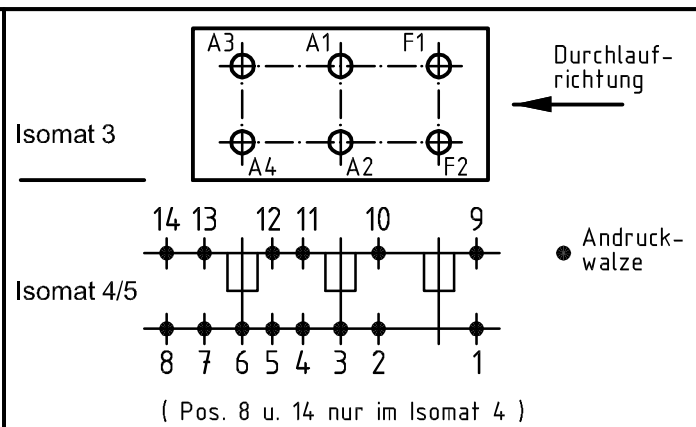 A3 A1 F1
Durchlauf-
richtung
Isomat 3
A4 A2 F2
14 13 12 11 10 9
Andruck-
walze
Isomat 4/5
8 7 6 5 4 3 2 1
( Pos. 8 u. 14 nur im Isomat 4 )